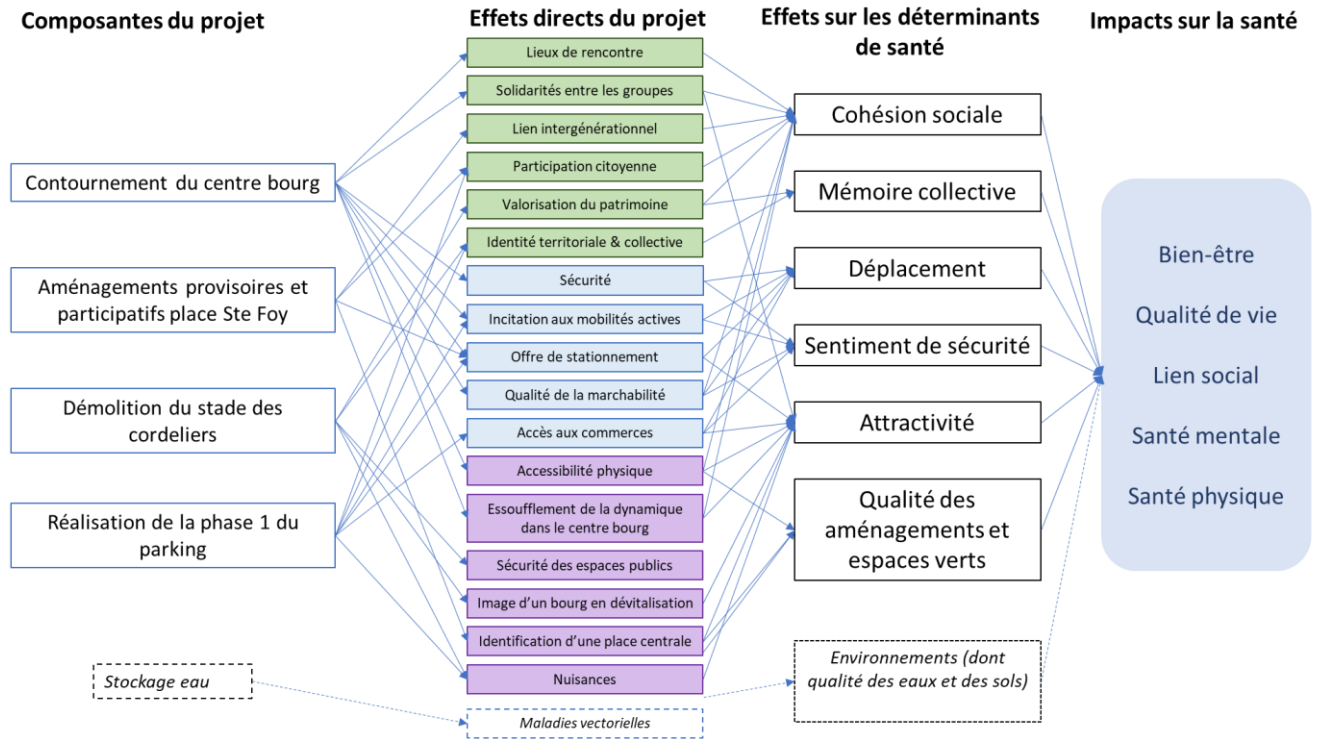 Composantes du projet
Effets directs du projet
Effets sur les déterminants
de santé
Impacts sur la santé
Contournement du centre bourg
Aménagements provisoires et
participatifs place Ste Foy
Démolition du stade des
cordeliers
Réalisation de la phase 1 du
parking
Stockage eau
Lieux de rencontre
Solidarités entre les groupes
Lien intergénérationnel
Participation citoyenne
Valorisation du patrimoine
Identité territoriale & collective
Sécurité
Incitation aux mobilités actives
Offre de stationnement
Qualité de la marchabilité
Accès aux commerces
Accessibilité physique
Essoufflement de la dynamique
dans le centre bourg
Sécurité des espaces publics
Image d’un bourg en dévitalisation
Identification d’une place centrale
Nuisances
Maladies vectorielles
Cohésion sociale
Mémoire collective
Déplacement
Sentiment de sécurité
Attractivité
Qualité des
aménagements et
espaces verts
Environnements (dont
qualité des eaux et des sols)
Bien-être
Qualité de vie
Lien social
Santé mentale
Santé physique